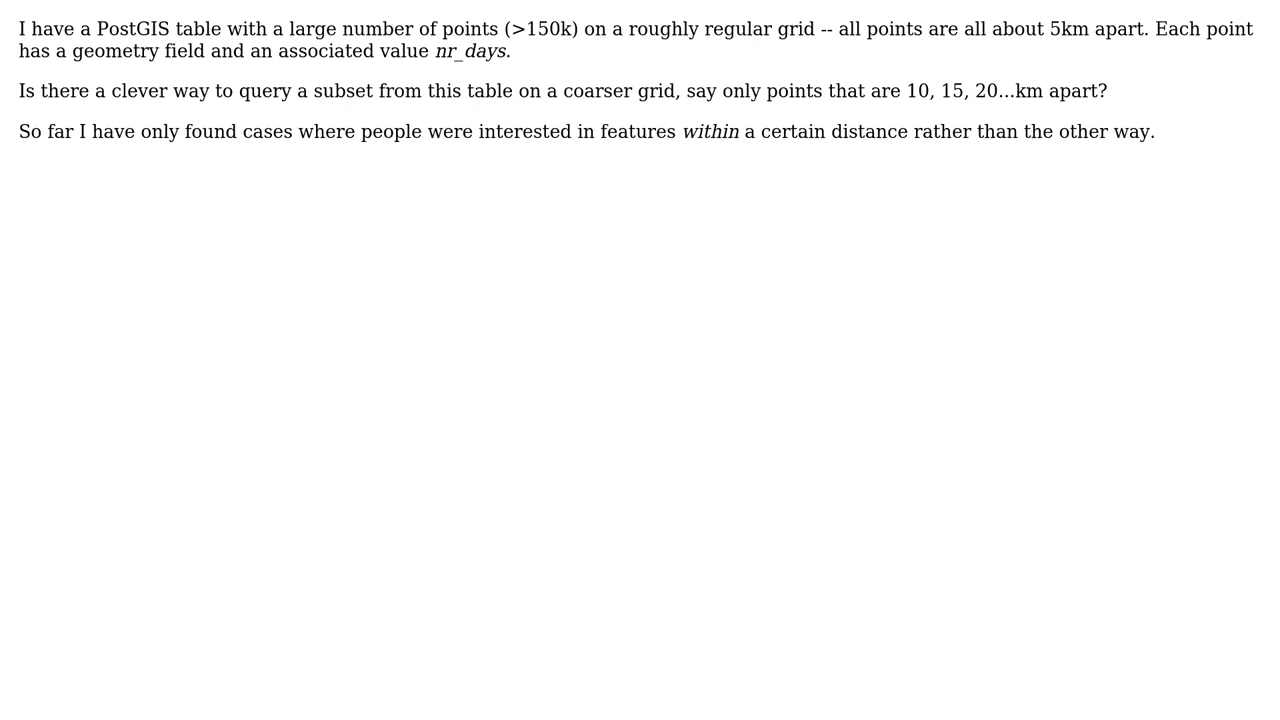 I have a PostGIS table with a large number of points (>150k) on a roughly regular grid -- all points are all about 5km apart. Each point
has a geometry field and an associated value nr_days.
Is there a clever way to query a subset from this table on a coarser grid, say only points that are 10, 15, 20...km apart?
So far I have only found cases where people were interested in features within a certain distance rather than the other way.